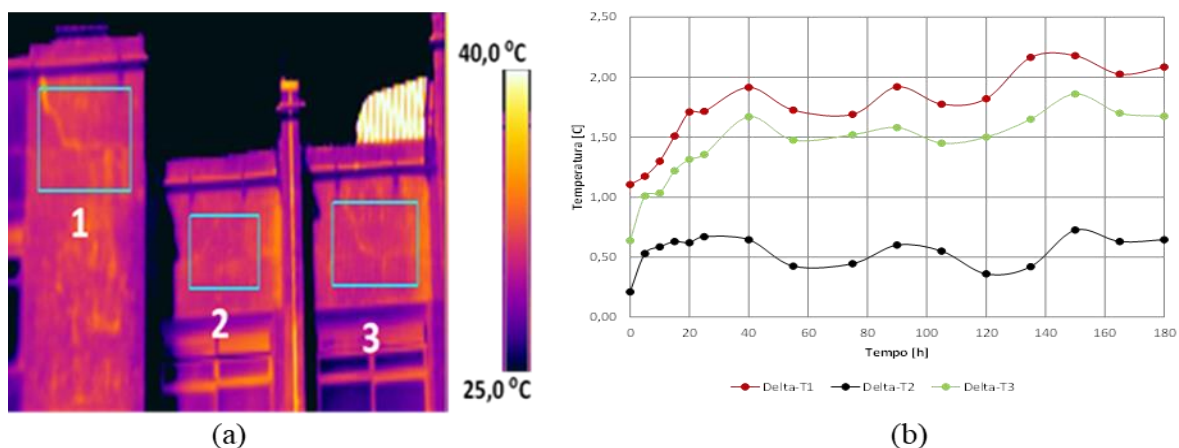 40,0 °C
1
2
3
25,0 °C
(a)
2,50
2,00
1,50
1,00
0,50
0,00
Temperatura [C]
0 20 40 60 80 100 120 140 160 180
Tempo [h]
Delta-T1 Delta-T2 Delta-T3
(b)